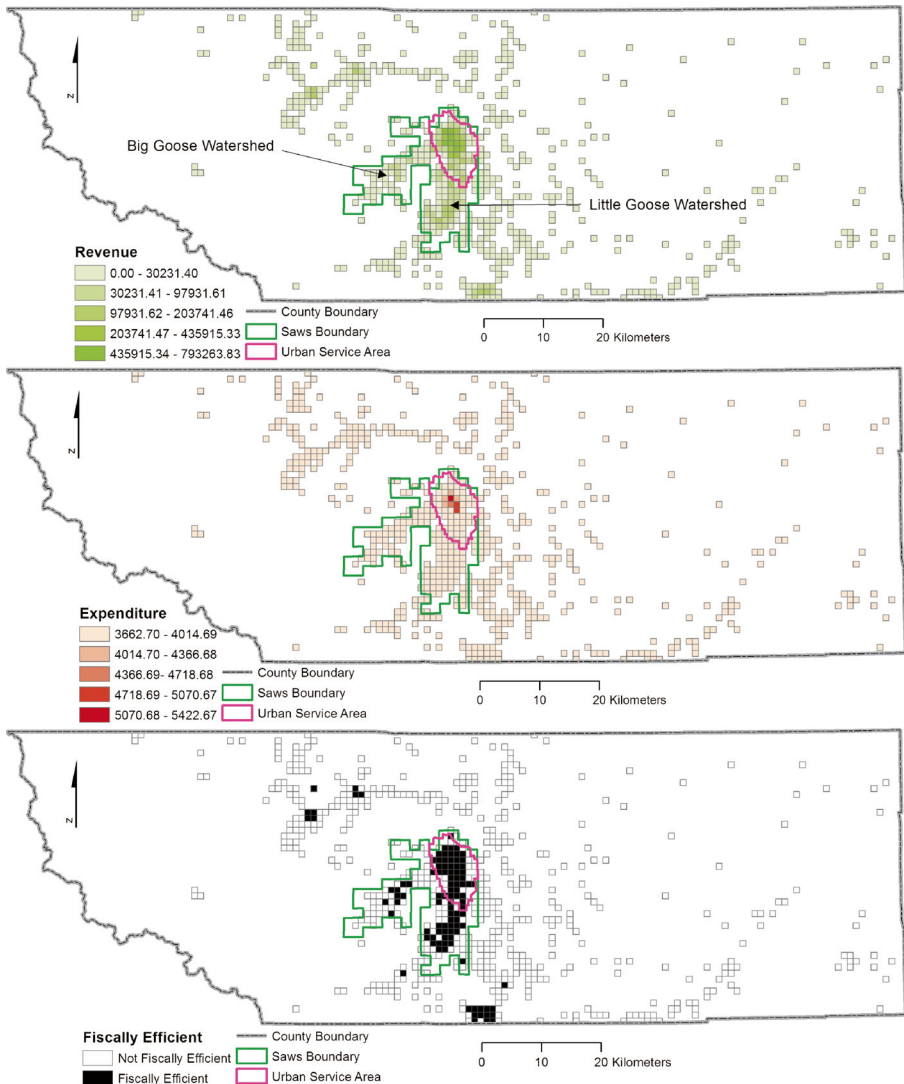 N
Big Goose Watershed
Little Goose Watershed
Revenue
0.00 - 30231.40
30231.41 - 97931.61
97931.62 - 203741.46
203741.47 - 435915.33
435915.34 - 793263.83
County Boundary
Saws Boundary
Urban Service Area
0 10 20 Kilometers
N
Expenditure
3662.70 - 4014.69
4014.70 - 4366.68
4366.69- 4718.68
4718.69 - 5070.67
5070.68 - 5422.67
County Boundary
Saws Boundary
Urban Service Area
0 10 20 Kilometers
N
Fiscally Efficient
Not Fiscally Efficient
Fiscally Efficient
County Boundary
Saws Boundary
Urban Service Area
0 10 20 Kilometers